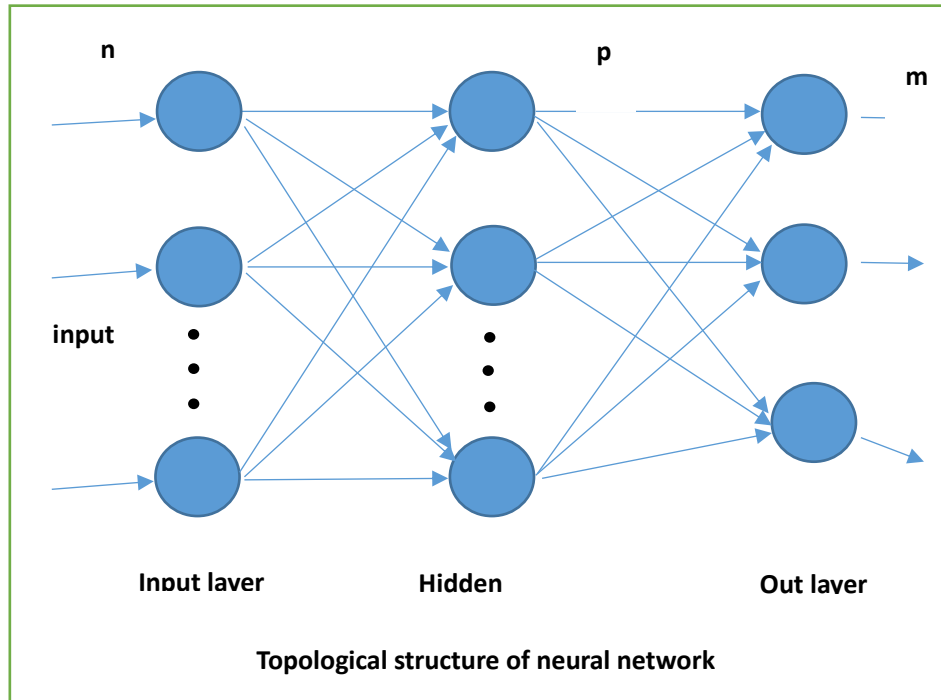 n
p
m
input
Input layer
Hidden
Out layer
Topological structure of neural network